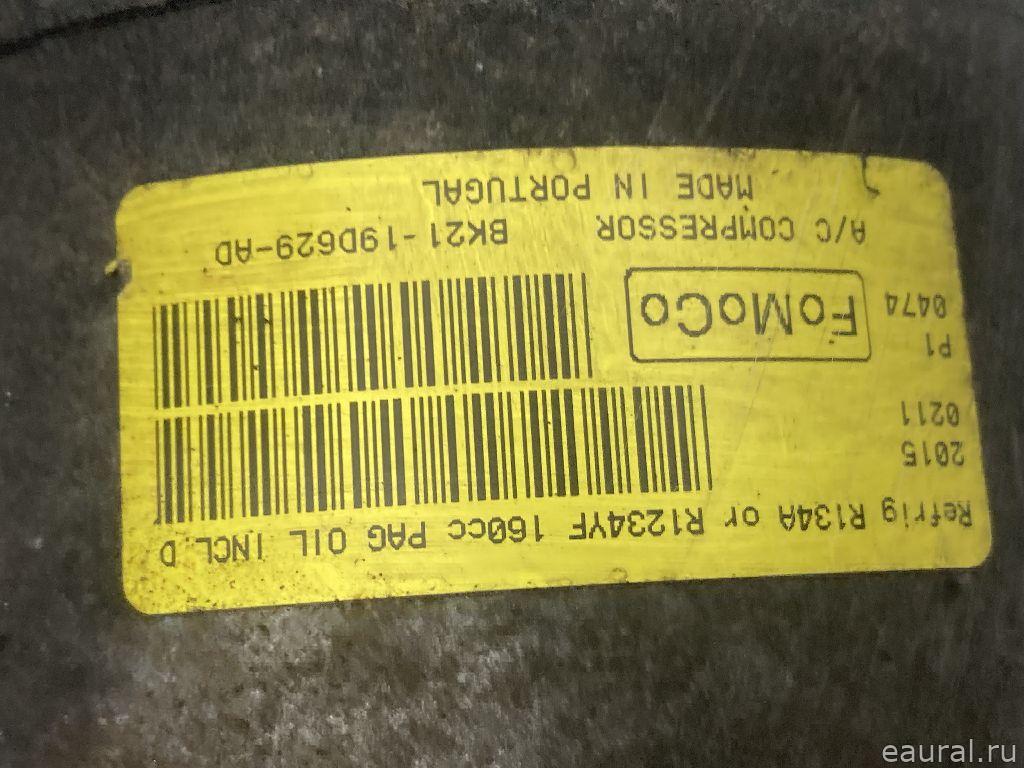 Refrig R134A or R1234YF 160cc PAG OIL INCL D
2015
0211
P1
0474
FoMoCo
A/C COMPRESSOR BK21-19D629-AD
MADE IN PORTUGAL
eaural.ru